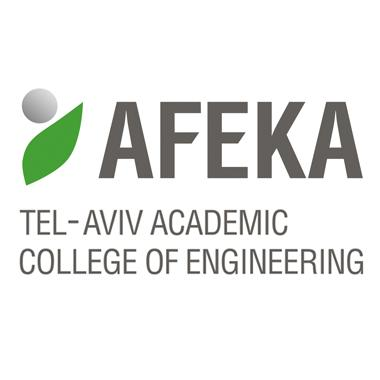 AFEKA
TEL-AVIV ACADEMIC
COLLEGE OF ENGINEERING